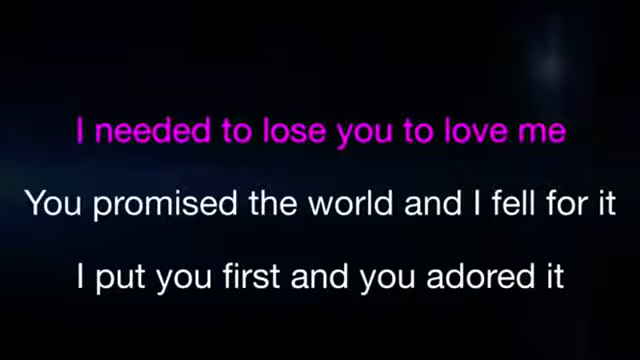 I needed to lose you to love me
You promised the world and I fell for it
I put you first and you adored it